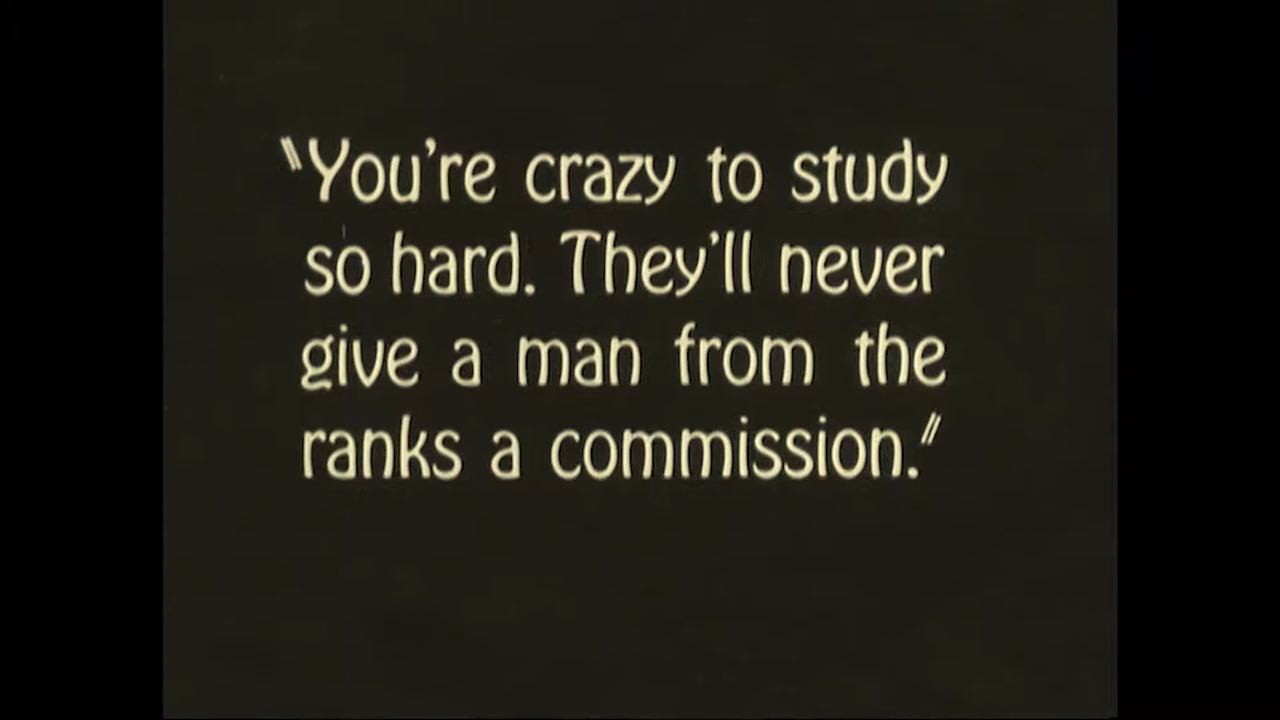 "You're crazy to study
so hard. They'll never
give a man from the
ranks a commission."